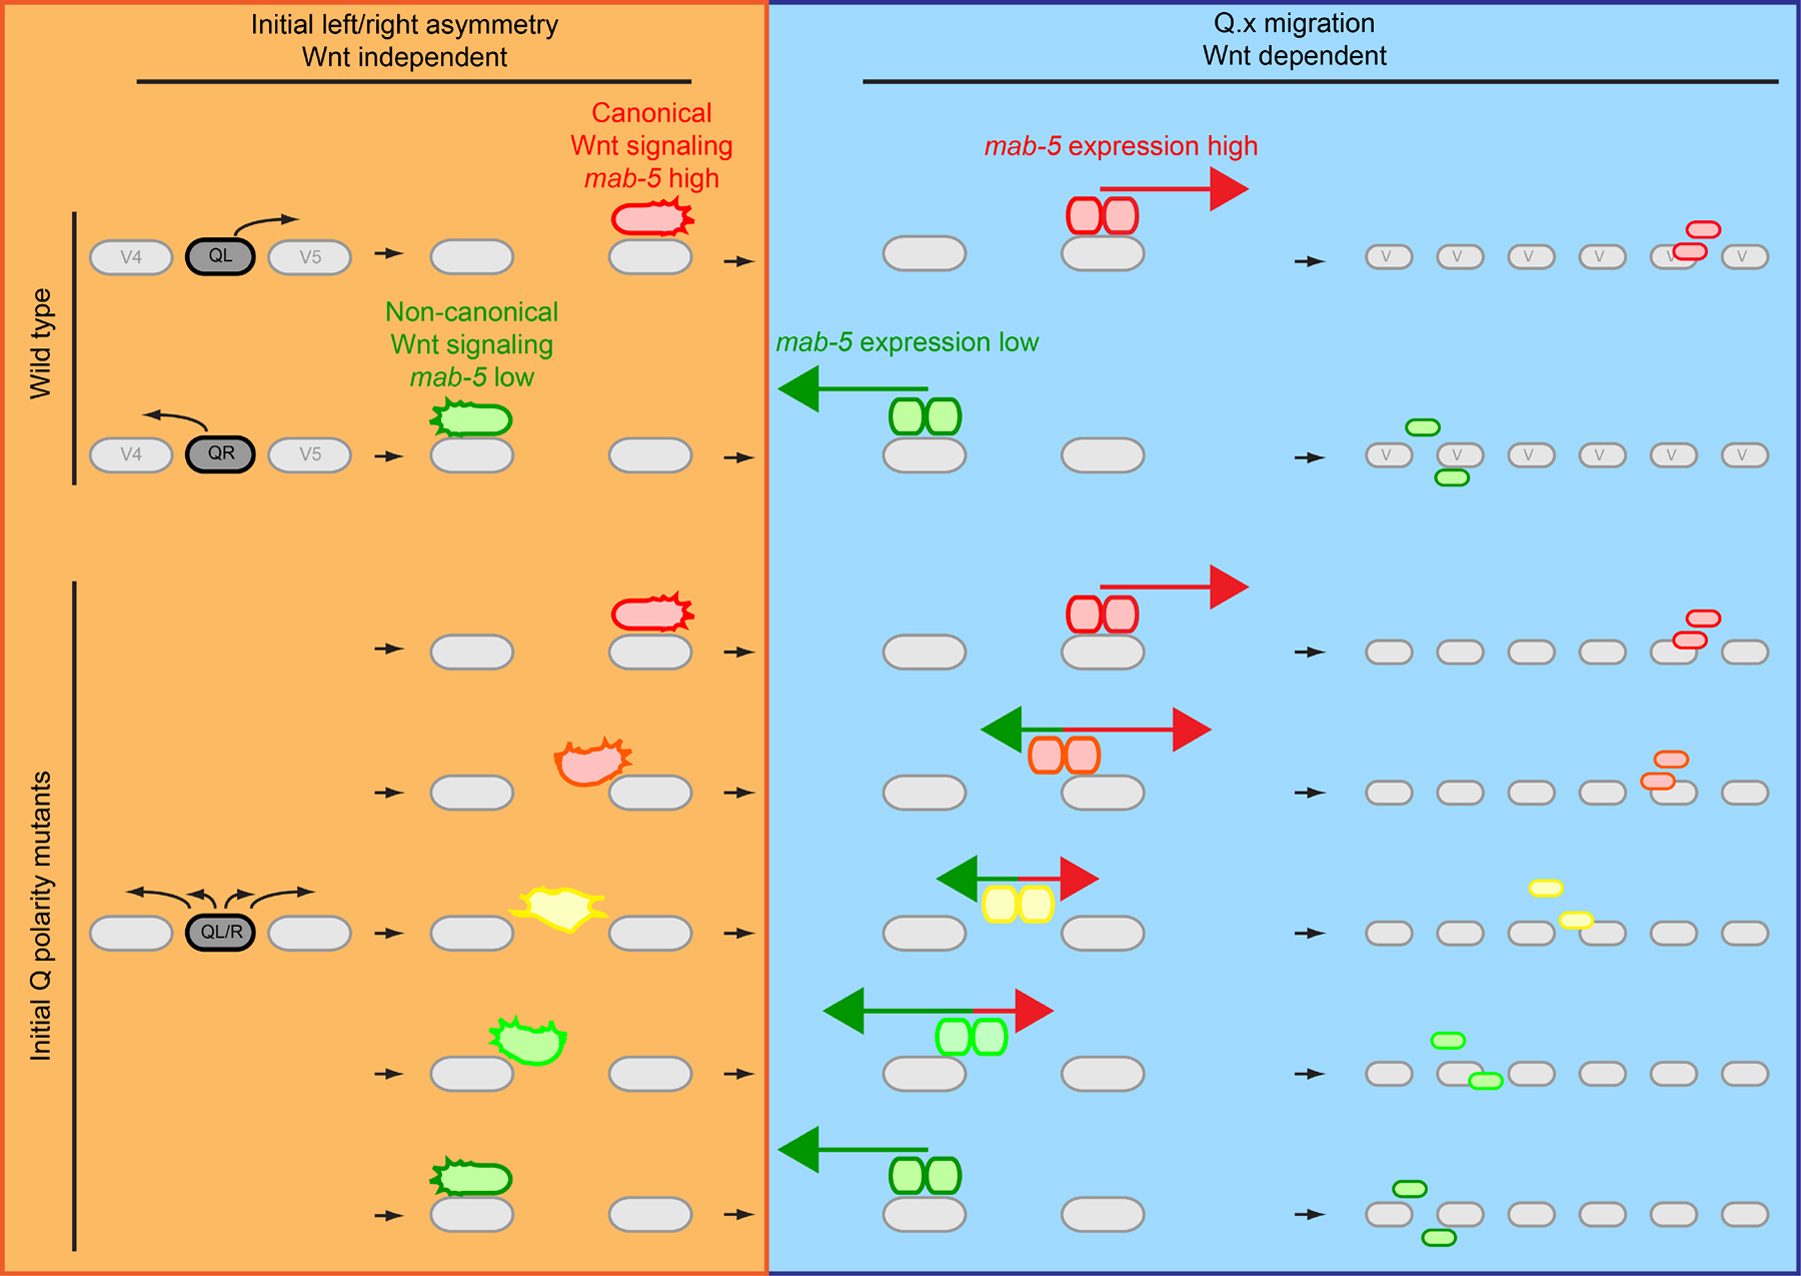 Initial left/right asymmetry
Wnt independent
Q.x migration
Wnt dependent
Canonical
Wnt signaling
mab-5 high
mab-5 expression high
Wild type
V4
QL
V5
V
V
V
V
V
V
Non-canonical
Wnt signaling
mab-5 low
mab-5 expression low
V4
QR
V5
V
V
V
V
V
V
Initial Q polarity mutants
QL/R